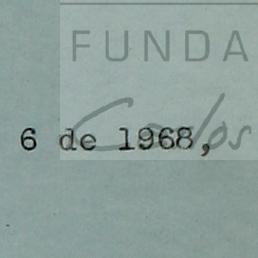 FUNDA
Carlos
6 de 1968,